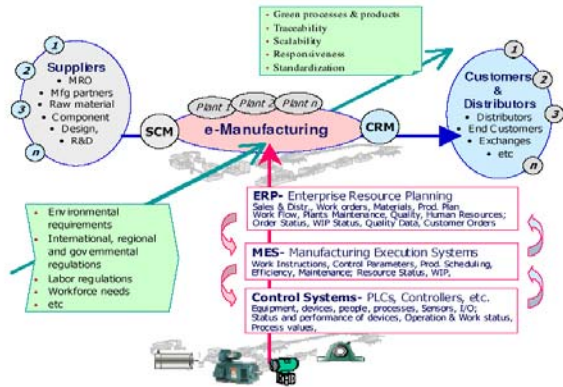 • Green processes & products
• Traceability
• Scalability
• Responsiveness
• Standardization
1
2
3
n
Suppliers
• MRO
• Mfg partners
• Raw material
• Component
• Design,
• R&D
SCM
Plant 1
Plant 2
Plant n
e-Manufacturing
CRM
1
2
3
n
Customers
&
Distributors
• Distributors
• End Customers
• Exchanges
• etc
• Environmental
requirements
• International, regional
and governmental
regulations
• Labor regulations
• Workforce needs
• etc
ERP- Enterprise Resource Planning
Sales & Distr., Work orders, Materials, Prod. Plan
Work Flow, Plants Maintenance, Quality, Human Resources;
Order Status, WIP Status, Quality Data, Customer Orders
MES- Manufacturing Execution Systems
Work Instructions, Control Parameters, Prod. Scheduling,
Efficiency, Maintenance; Resource Status, WIP,
Control Systems- PLCs, Controllers, etc.
Equipment, devices, people, processes, Sensors, I/O;
Status and performance of devices, Operation & Work status,
Process values,